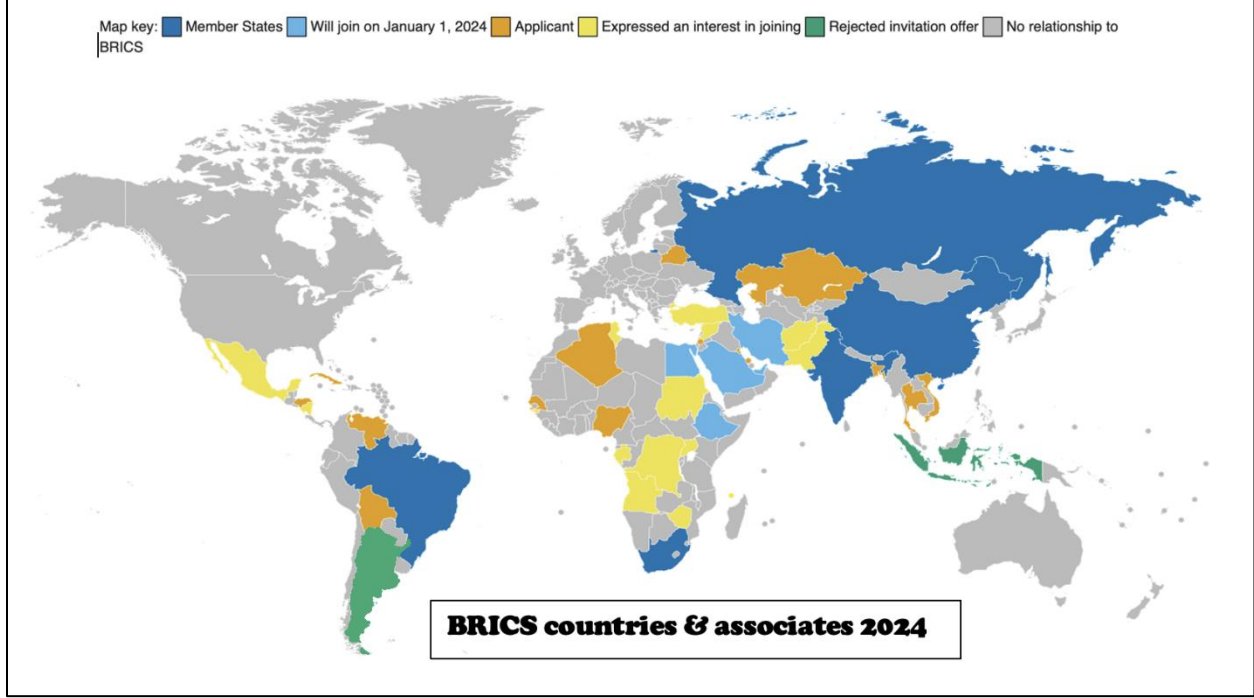 Map key: Member States Will join on January 1, 2024 Applicant Expressed an interest in joining Rejected invitation offer No relationship to
BRICS
BRICS countries & associates 2024